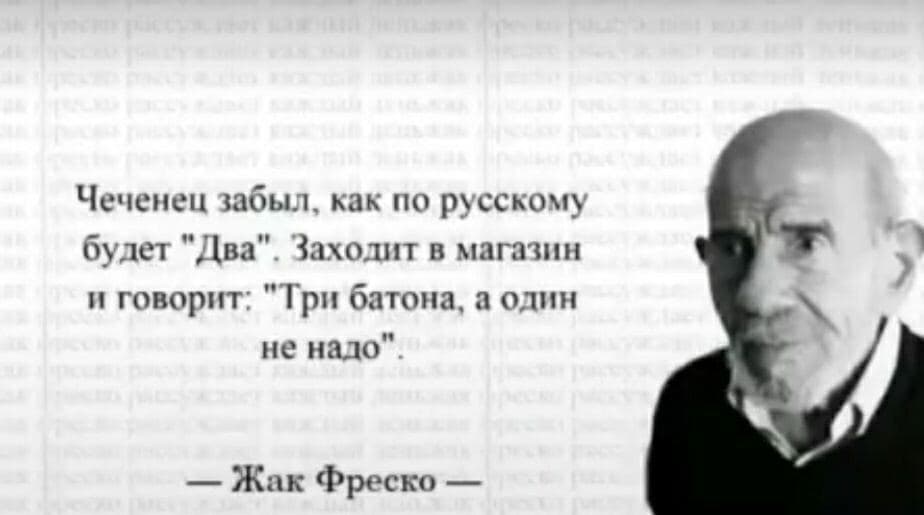 Чеченец забыл, как по русскому
будет "Два". Заходит в магазин
и говорит: "Три батона, а один
не надо".
— Жак Фреско —